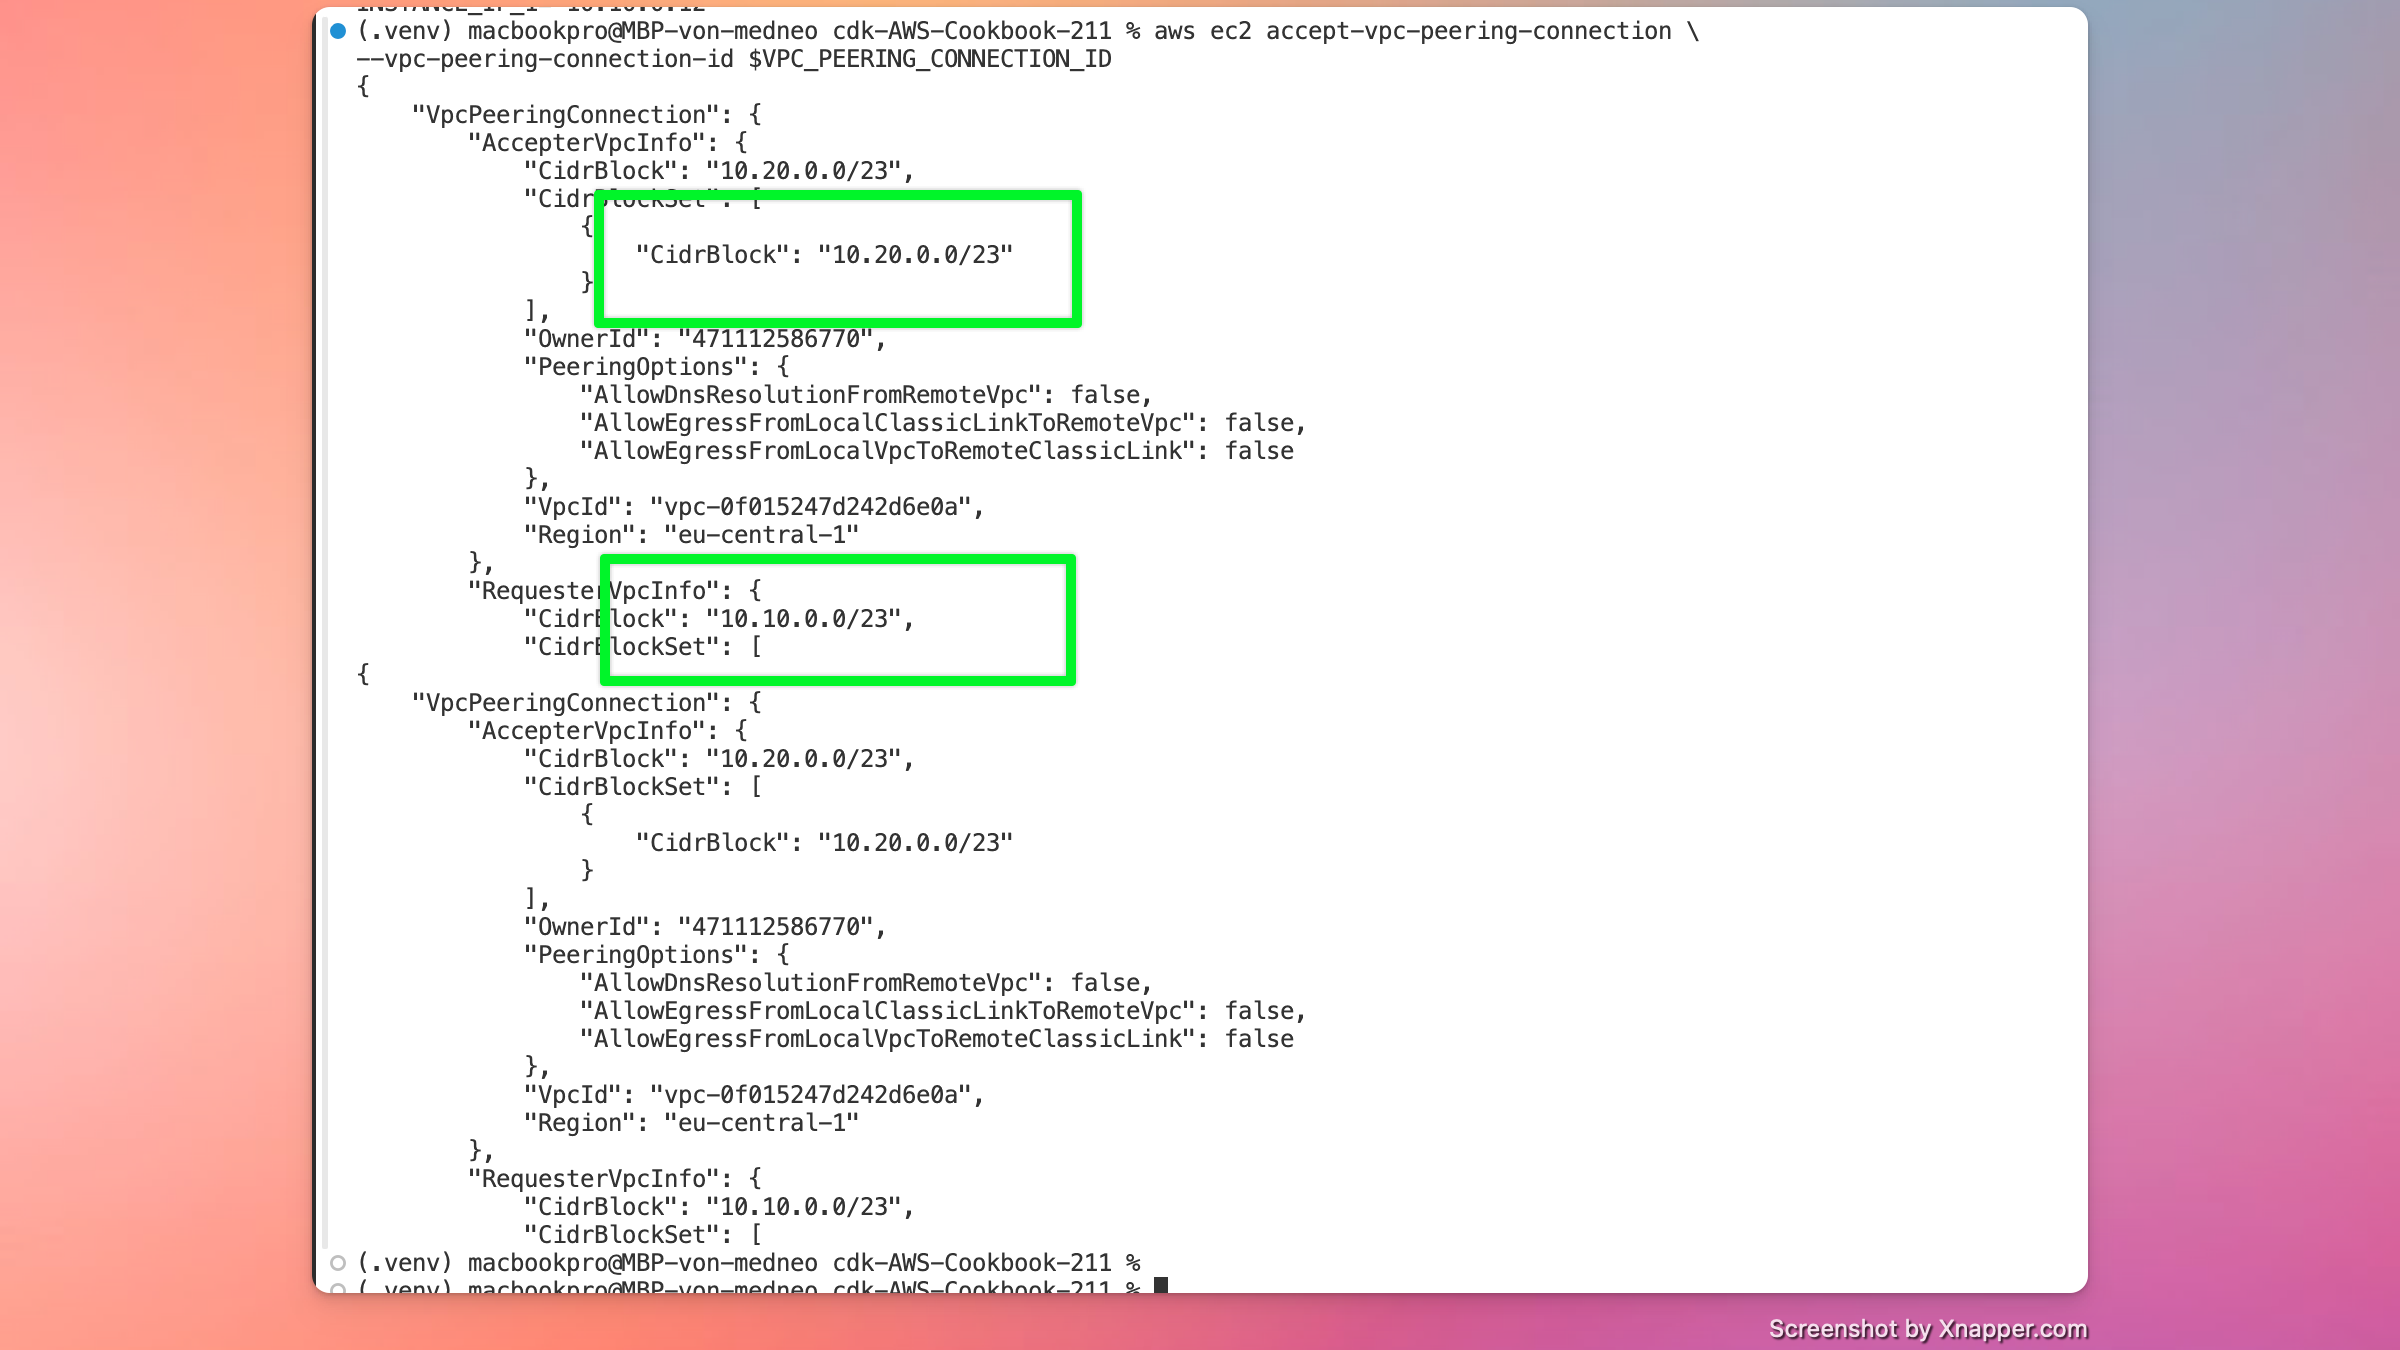 INSTANCE_IP_1="10.10.0.12"
(.venv) macbookpro@MBP-von-medneo cdk-AWS-Cookbook-211 % aws ec2 accept-vpc-peering-connection \
--vpc-peering-connection-id $VPC_PEERING_CONNECTION_ID
{
    "VpcPeeringConnection": {
        "AccepterVpcInfo": {
            "CidrBlock": "10.20.0.0/23",
            "CidrBlockSet": [
                {
                    "CidrBlock": "10.20.0.0/23"
                }
            ],
            "OwnerId": "471112586770",
            "PeeringOptions": {
                "AllowDnsResolutionFromRemoteVpc": false,
                "AllowEgressFromLocalClassicLinkToRemoteVpc": false,
                "AllowEgressFromLocalVpcToRemoteClassicLink": false
            },
            "VpcId": "vpc-0f015247d242d6e0a",
            "Region": "eu-central-1"
        },
        "RequesterVpcInfo": {
            "CidrBlock": "10.10.0.0/23",
            "CidrBlockSet": [
{
    "VpcPeeringConnection": {
        "AccepterVpcInfo": {
            "CidrBlock": "10.20.0.0/23",
            "CidrBlockSet": [
                {
                    "CidrBlock": "10.20.0.0/23"
                }
            ],
            "OwnerId": "471112586770",
            "PeeringOptions": {
                "AllowDnsResolutionFromRemoteVpc": false,
                "AllowEgressFromLocalClassicLinkToRemoteVpc": false,
                "AllowEgressFromLocalVpcToRemoteClassicLink": false
            },
            "VpcId": "vpc-0f015247d242d6e0a",
            "Region": "eu-central-1"
        },
        "RequesterVpcInfo": {
            "CidrBlock": "10.10.0.0/23",
            "CidrBlockSet": [
(.venv) macbookpro@MBP-von-medneo cdk-AWS-Cookbook-211 %
(.venv) macbookpro@MBP-von-medneo cdk-AWS-Cookbook-211 %
Screenshot by Xnapper.com